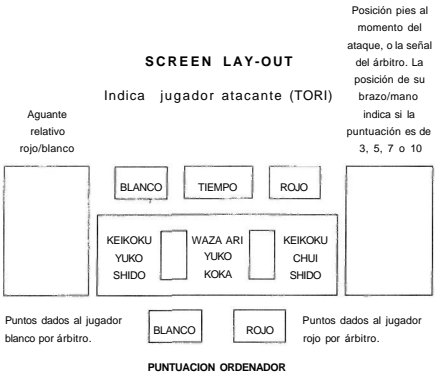 Posición pies al
momento del
ataque, o la señal
del árbitro. La
posición de su
brazo/mano
indica si la
puntuación es de
3, 5, 7 o 10
SCREEN LAY-OUT
Indica jugador atacante (TORI)
Aguante
relativo
rojo/blanco
BLANCO TIEMPO ROJO
KEIKOKU WAZA ARI KEIKOKU
YUKO YUKO CHUI
SHIDO KOKA SHIDO
Puntos dados al jugador
blanco por árbitro.
BLANCO ROJO
Puntos dados al jugador
rojo por árbitro.
PUNTUACION ORDENADOR